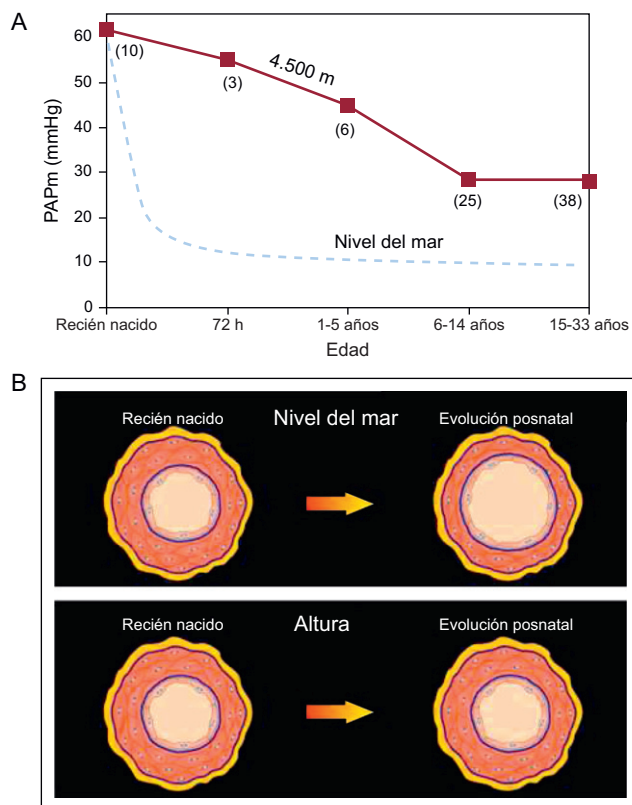 A
PAPm (mmHg)
60
50
40
30
20
10
0
(10)
(3)
4.500 m
(6)
(25)
(38)
Nivel del mar
Recién nacido
72 h
1-5 años
6-14 años
15-33 años
Edad
B
Recién nacido
Nivel del mar
Evolución posnatal
Recién nacido
Altura
Evolución posnatal